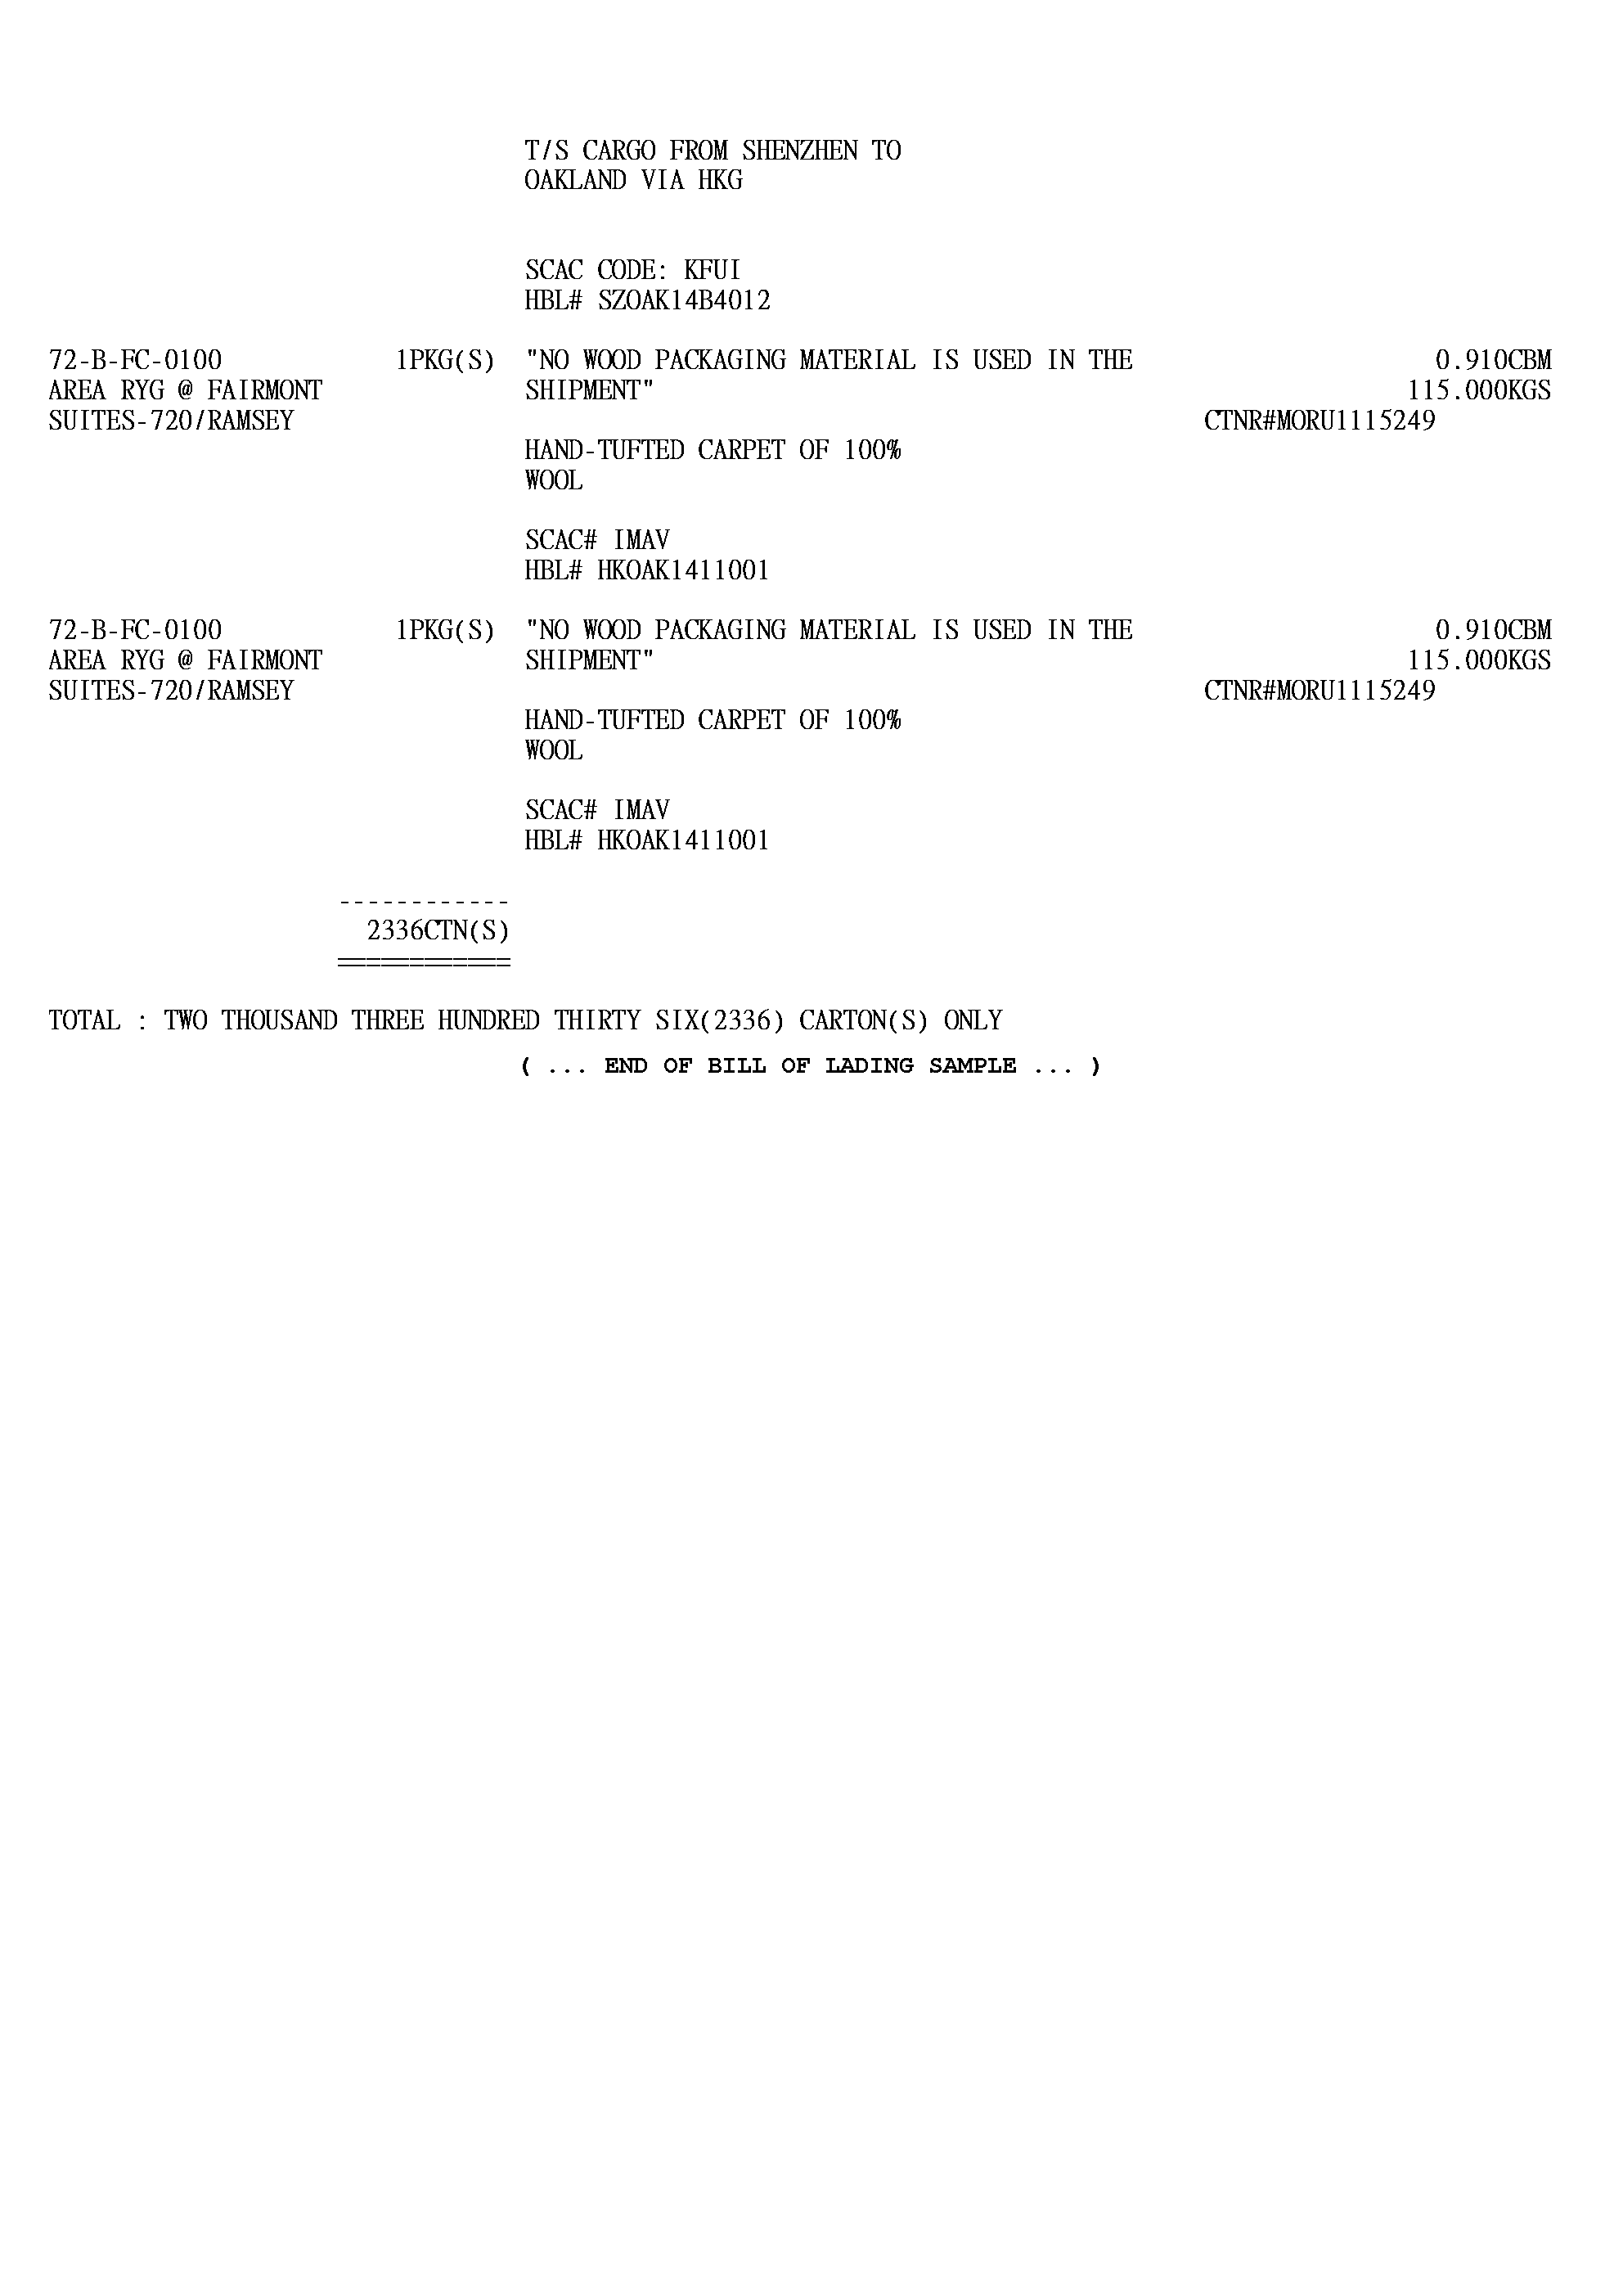 T/S CARGO FROM SHENZHEN TO
OAKLAND VIA HKG
SCAC CODE: KFUI
HBL# SZOAK14B4012
72-B-FC-0100 1PKG(S) "NO WOOD PACKAGING MATERIAL IS USED IN THE 0.910CBM
AREA RYG @ FAIRMONT SHIPMENT" 115.000KGS
SUITES-720/RAMSEY CTNR#MORU1115249
HAND-TUFTED CARPET OF 100%
WOOL
SCAC# IMAV
HBL# HKOAK1411001
72-B-FC-0100 1PKG(S) "NO WOOD PACKAGING MATERIAL IS USED IN THE 0.910CBM
AREA RYG @ FAIRMONT SHIPMENT" 115.000KGS
SUITES-720/RAMSEY CTNR#MORU1115249
HAND-TUFTED CARPET OF 100%
WOOL
SCAC# IMAV
HBL# HKOAK1411001
------------
2336CTN(S)
============
TOTAL : TWO THOUSAND THREE HUNDRED THIRTY SIX(2336) CARTON(S) ONLY
( ... END OF BILL OF LADING SAMPLE ... )